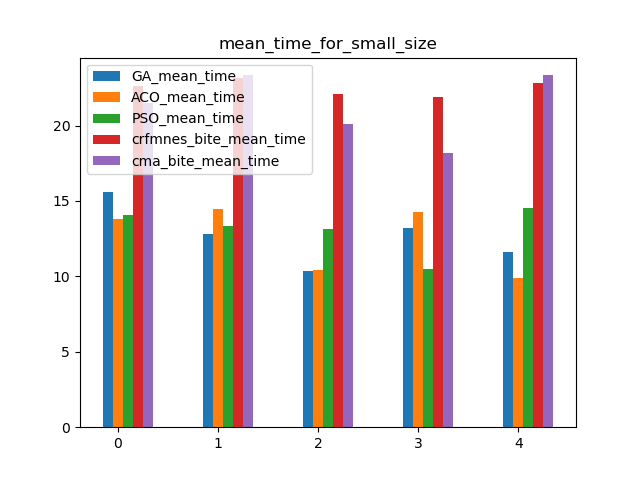 mean_time_for_small_size
GA_mean_time
ACO_mean_time
PSO_mean_time
crfmnes_bite_mean_time
cma_bite_mean_time
20
15
10
5
0
0 1 2 3 4